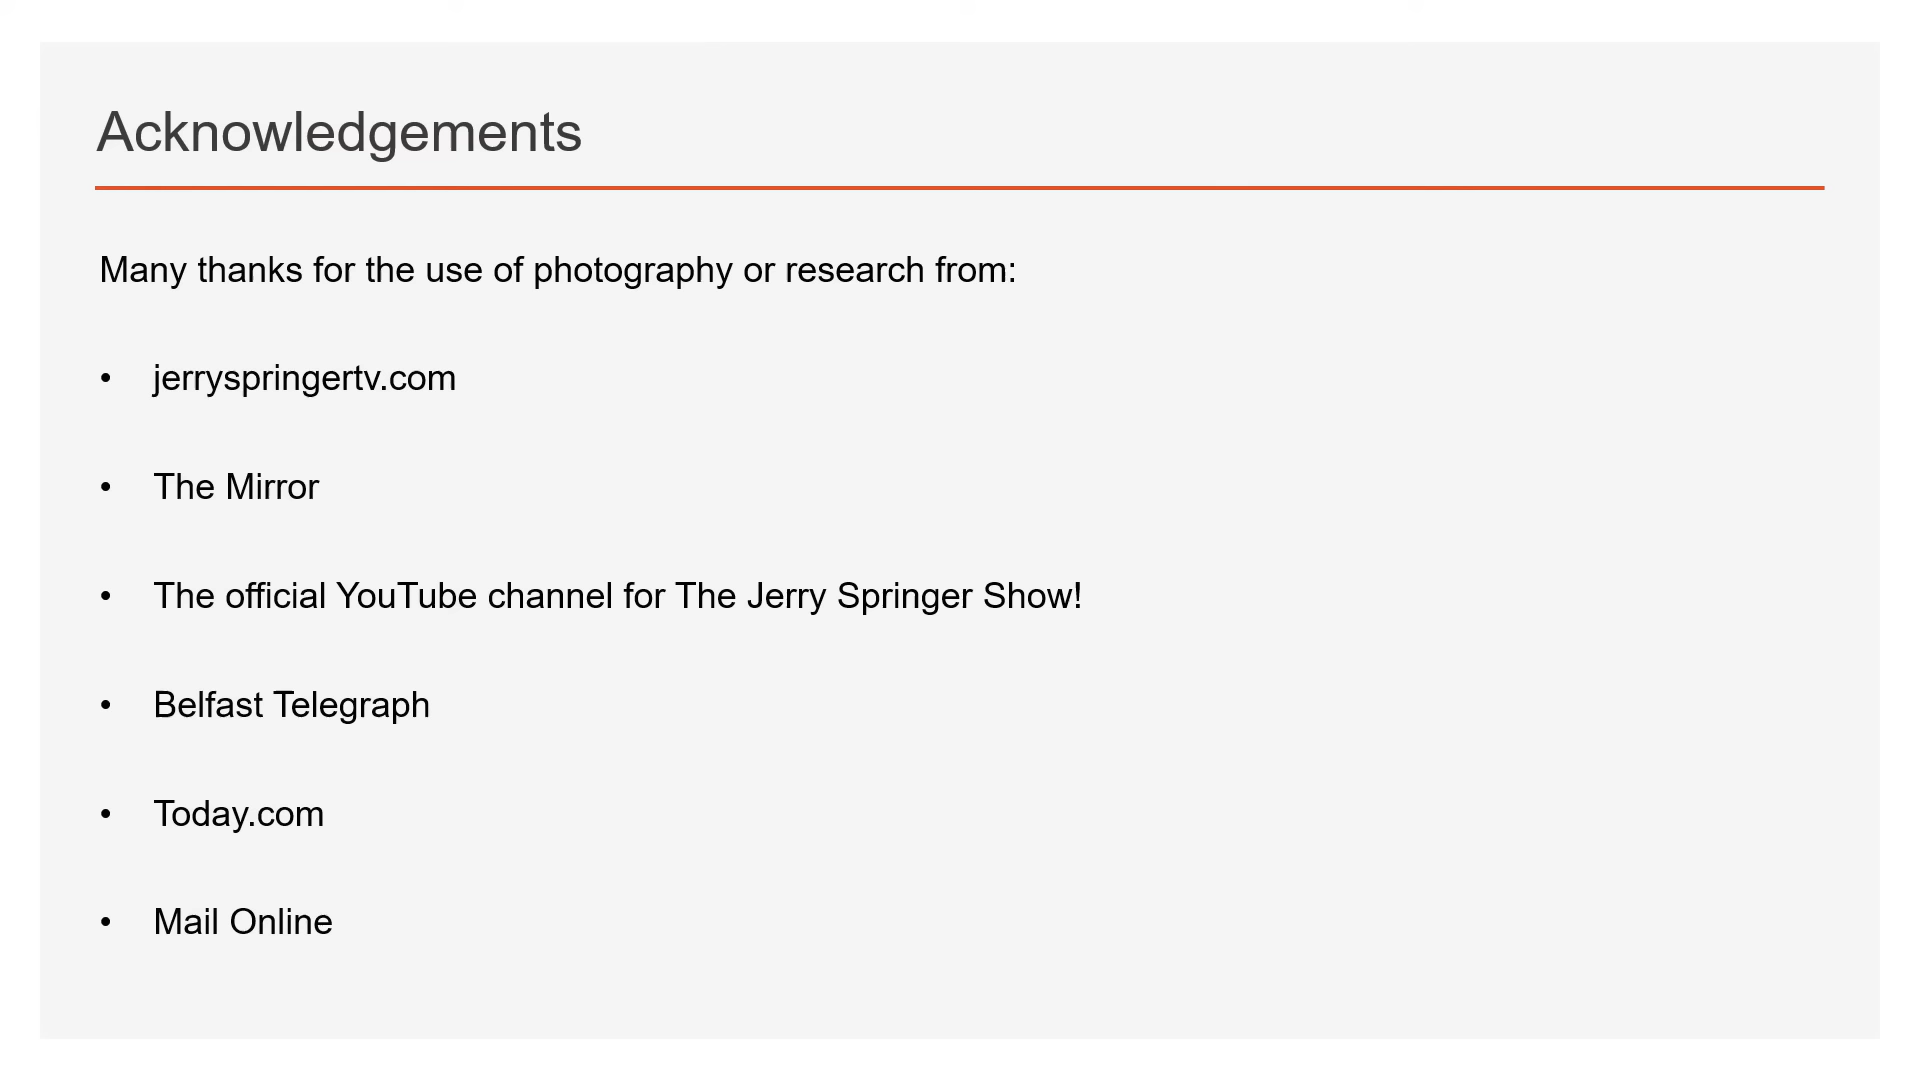 Acknowledgements
Many thanks for the use of photography or research from:
• jerryspringertv.com
• The Mirror
• The official YouTube channel for The Jerry Springer Show!
• Belfast Telegraph
• Today.com
• Mail Online